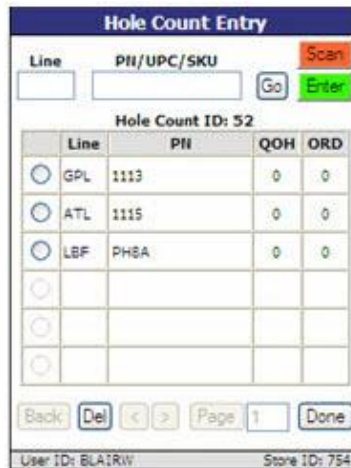 Hole Count Entry
Line PN/UPC/SKU Scan
Go Enter
Hole Count ID: 52
Line PN QOH ORD
GPL 1113 0 0
ATL 1115 0 0
LBF PH8A 0 0
Back Del < > Page 1 Done
User ID: BLAIRW Store ID: 754